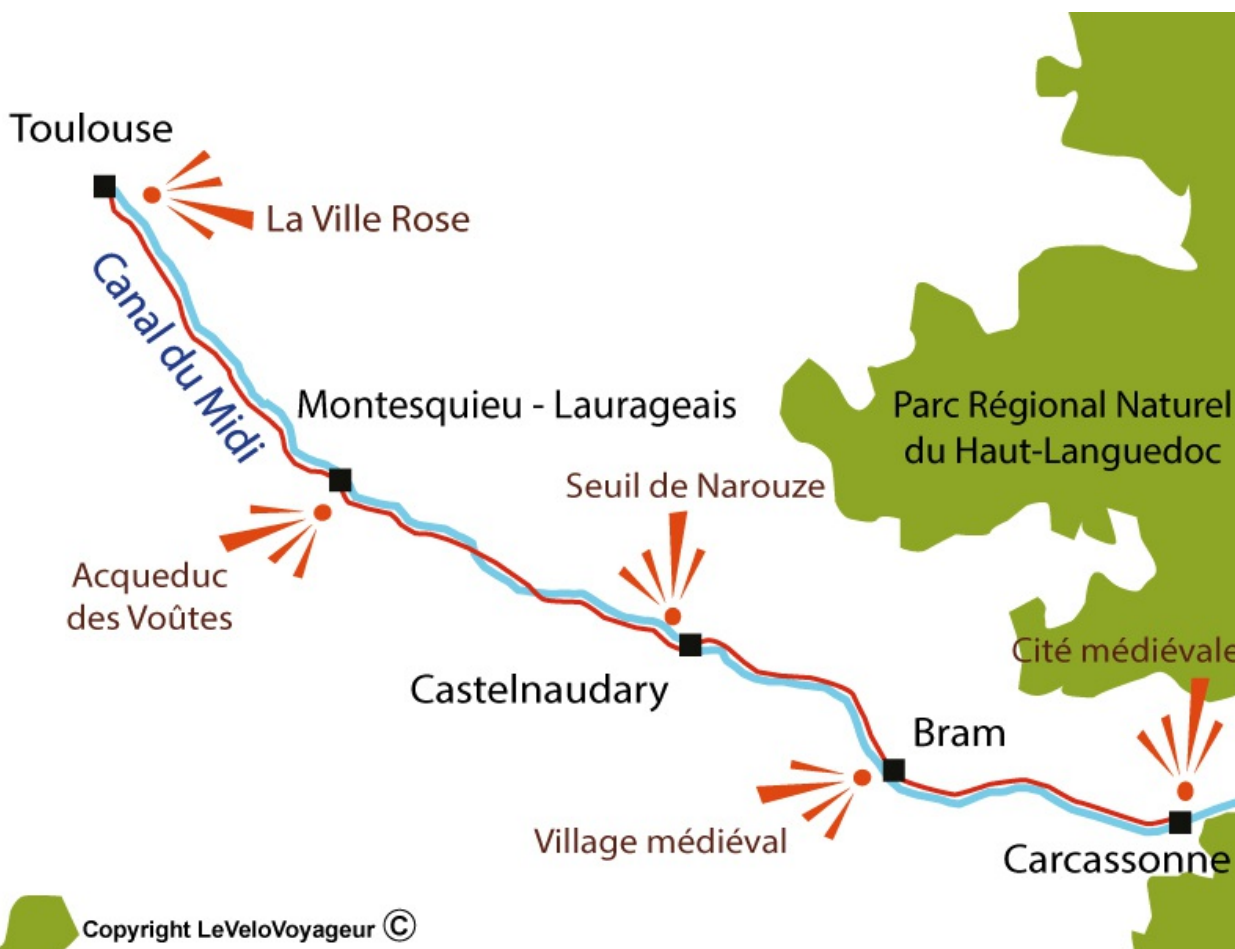 Toulouse
La Ville Rose
Canal du Midi
Montesquieu - Laurageais
Parc Régional Naturel
du Haut-Languedoc
Seuil de Narouze
Acqueduc
des Voûtes
Cité médiévale
Castelnaudary
Bram
Village médiéval
Carcassonne
Copyright LeVeloVoyageur ©